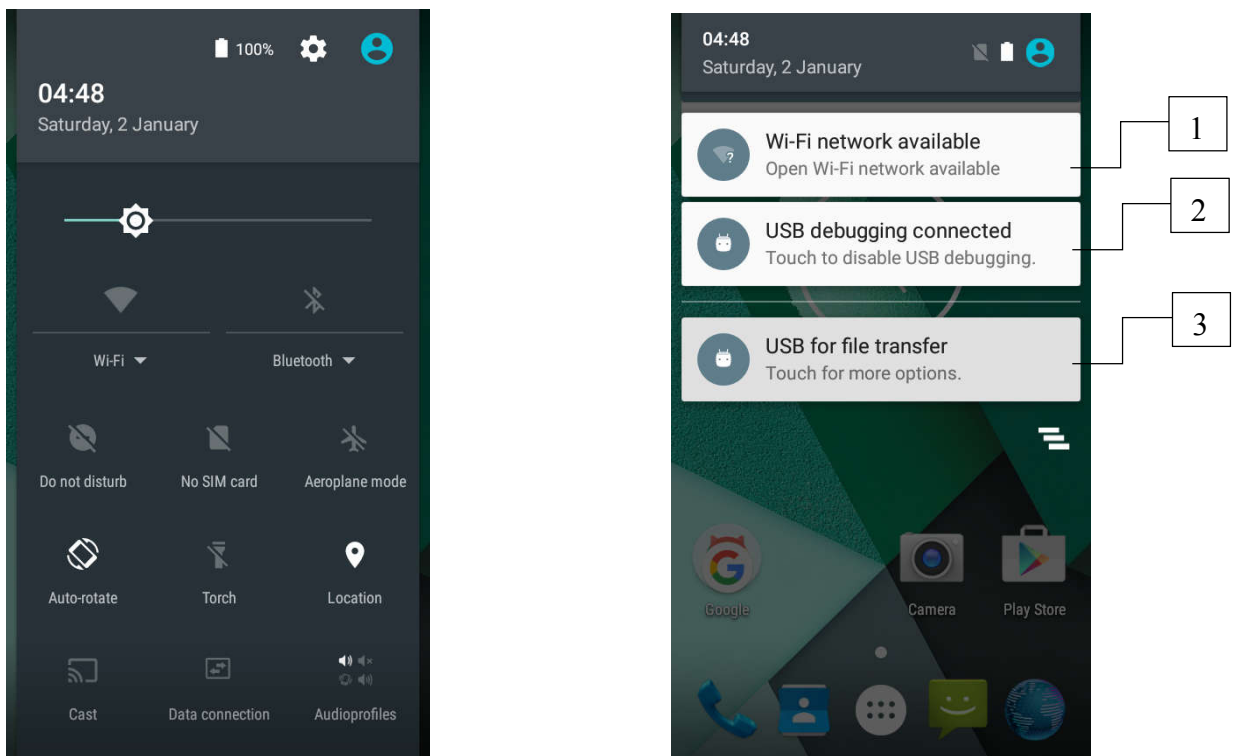 100%
04:48
Saturday, 2 January
Wi-Fi
Bluetooth
Do not disturb
No SIM card
Aeroplane mode
Auto-rotate
Torch
Location
Cast
Data connection
Audioprofiles
04:48
Saturday, 2 January
Wi-Fi network available
Open Wi-Fi network available
1
USB debugging connected
Touch to disable USB debugging.
2
USB for file transfer
Touch for more options.
3
Google
Camera
Play Store